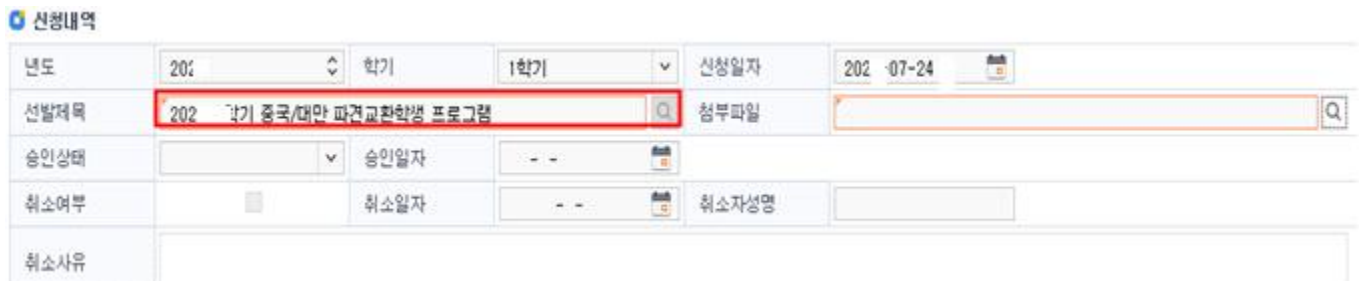 신청내역
년도 202 학기 1학기 신청일자 202 -07-24
선발제목 202 학기 중국/대만 파견교환학생 프로그램 첨부파일
승인상태 승인일자 - -
취소여부 취소일자 - - 취소자성명
취소사유